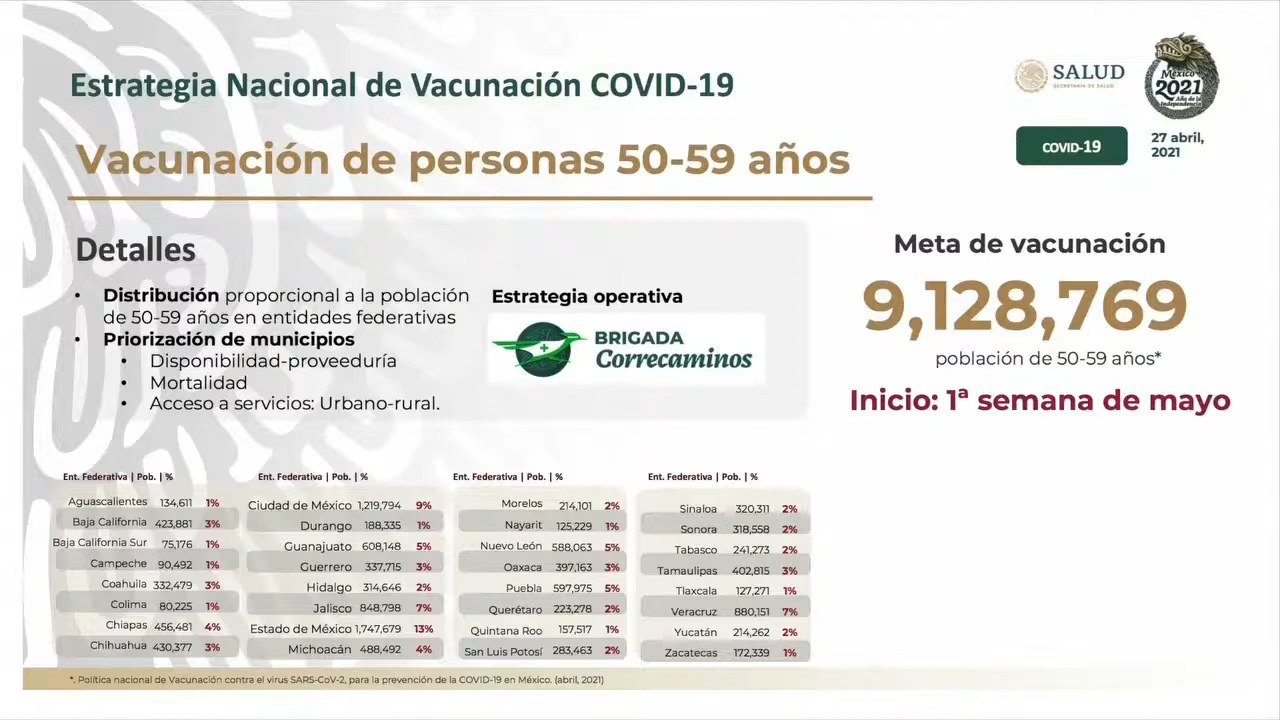 Estrategia Nacional de Vacunación COVID-19
SALUD
SECRETARÍA DE SALUD
México
2021
Año de la
Independencia
Vacunación de personas 50-59 años
COVID-19
27 abril,
2021
Detalles
• Distribución proporcional a la población
de 50-59 años en entidades federativas
• Priorización de municipios
• Disponibilidad-proveeduría
• Mortalidad
• Acceso a servicios: Urbano-rural.
Estrategia operativa
BRIGADA
Correcaminos
Meta de vacunación
9,128,769
población de 50-59 años*
Inicio: 1ª semana de mayo
Ent. Federativa | Pob. | %
Aguascalientes 134,611 1%
Baja California 423,881 3%
Baja California Sur 75,176 1%
Campeche 90,492 1%
Coahuila 332,479 3%
Colima 80,225 1%
Chiapas 456,481 4%
Chihuahua 430,377 3%
Ent. Federativa | Pob. | %
Ciudad de México 1,219,794 9%
Durango 188,335 1%
Guanajuato 608,148 5%
Guerrero 337,715 3%
Hidalgo 314,646 2%
Jalisco 848,798 7%
Estado de México 1,747,679 13%
Michoacán 488,492 4%
Ent. Federativa | Pob. | %
Morelos 214,101 2%
Nayarit 125,229 1%
Nuevo León 588,063 5%
Oaxaca 397,163 3%
Puebla 597,975 5%
Querétaro 223,278 2%
Quintana Roo 157,517 1%
San Luis Potosí 283,463 2%
Ent. Federativa | Pob. | %
Sinaloa 320,311 2%
Sonora 318,558 2%
Tabasco 241,273 2%
Tamaulipas 402,815 3%
Tlaxcala 127,271 1%
Veracruz 880,151 7%
Yucatán 214,262 2%
Zacatecas 172,339 1%
*. Política nacional de Vacunación contra el virus SARS-CoV-2, para la prevención de la COVID-19 en México. (abril, 2021)